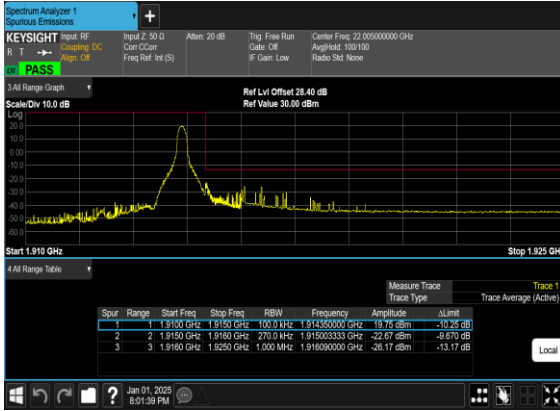 Spectrum Analyzer 1
Spurious Emissions
+
KEYSIGHT Input: RF Input Z: 50 Ω Atten: 20 dB Trig: Free Run Center Freq: 22.005000000 GHz
R T Coupling: DC Corr CCorr Gate: Off Avg|Hold: 100/100
Align: Off Freq Ref: Int (S) IF Gain: Low Radio Std: None
PASS
3 All Range Graph
Ref Lvl Offset 28.40 dB
Scale/Div 10.0 dB Ref Value 30.00 dBm
Log
20.0
10.0
0.00
-10.0
-20.0
-30.0
-40.0
-50.0
-60.0
Start 1.910 GHz Stop 1.925 GH
4 All Range Table
Measure Trace Trace 1
Trace Type Trace Average (Active)
Spur Range Start Freq Stop Freq RBW Frequency Amplitude ΔLimit
1 1 1.9100 GHz 1.9150 GHz 100.0 kHz 1.914350000 GHz 19.75 dBm -10.25 dB
2 2 1.9150 GHz 1.9160 GHz 270.0 kHz 1.915003333 GHz -22.67 dBm -9.670 dB
3 3 1.9160 GHz 1.9250 GHz 1.000 MHz 1.916090000 GHz -26.17 dBm -13.17 dB
Local
?
Jan 01, 2025
8:01:39 PM